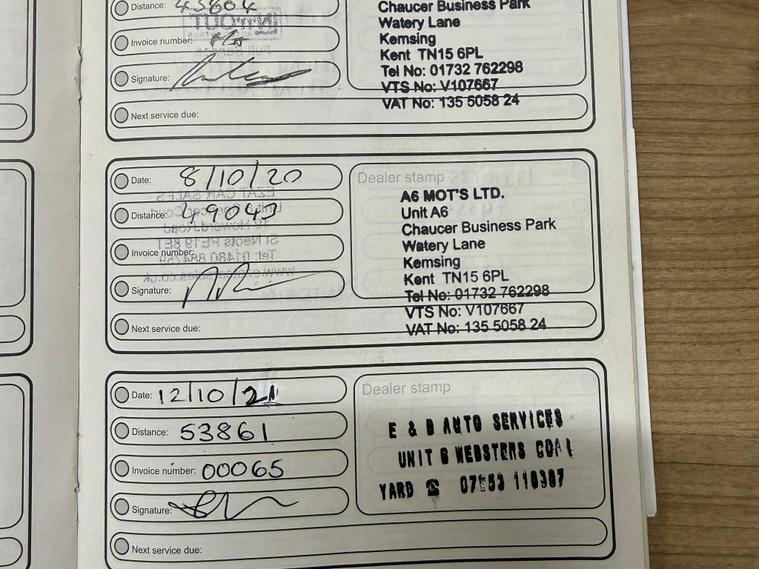 Distance: 45604
Invoice number:
Signature:
Next service due:
Chaucer Business Park
Watery Lane
Kemsing
Kent TN15 6PL
Tel No: 01732 762298
VTS No: V107667
VAT No: 135 5058 24
Date: 8/10/20
Distance: 49043
Invoice number:
Signature:
Next service due:
Dealer stamp
A6 MOT'S LTD.
Unit A6
Chaucer Business Park
Watery Lane
Kemsing
Kent TN15 6PL
Tel No: 01732 762298
VTS No: V107667
VAT No: 135 5058 24
Date: 12/10/21
Distance: 53861
Invoice number: 00065
Signature:
Next service due:
Dealer stamp
E & D AUTO SERVICES
UNIT 6 WEBSTERS COAL
YARD ☎